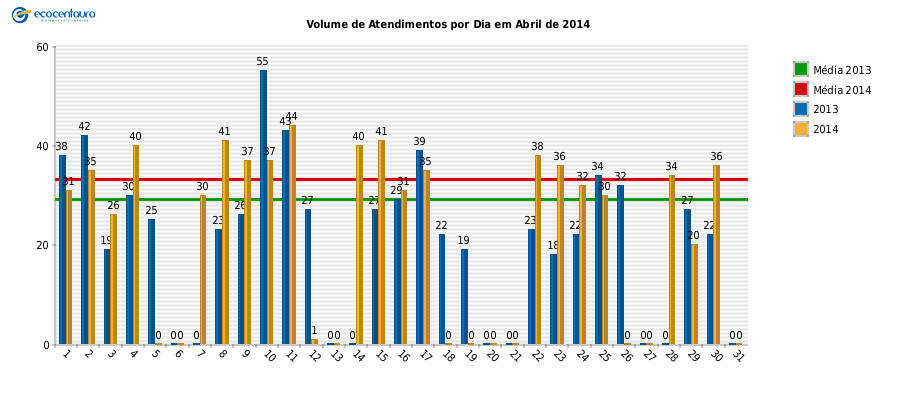 ecocentauro
Volume de Atendimentos por Dia em Abril de 2014
60
40
20
0
38 31 42 35 19 26 30 40 25 0 0 0 0 30 23 41 26 37 55 37 43 44 27 1 0 0 0 40 27 41 29 31 39 35 22 0 19 0 0 0 0 0 23 38 18 36 22 32 34 30 32 0 0 0 0 34 27 20 22 36 0 0
1 2 3 4 5 6 7 8 9 10 11 12 13 14 15 16 17 18 19 20 21 22 23 24 25 26 27 28 29 30 31
Média 2013
Média 2014
2013
2014